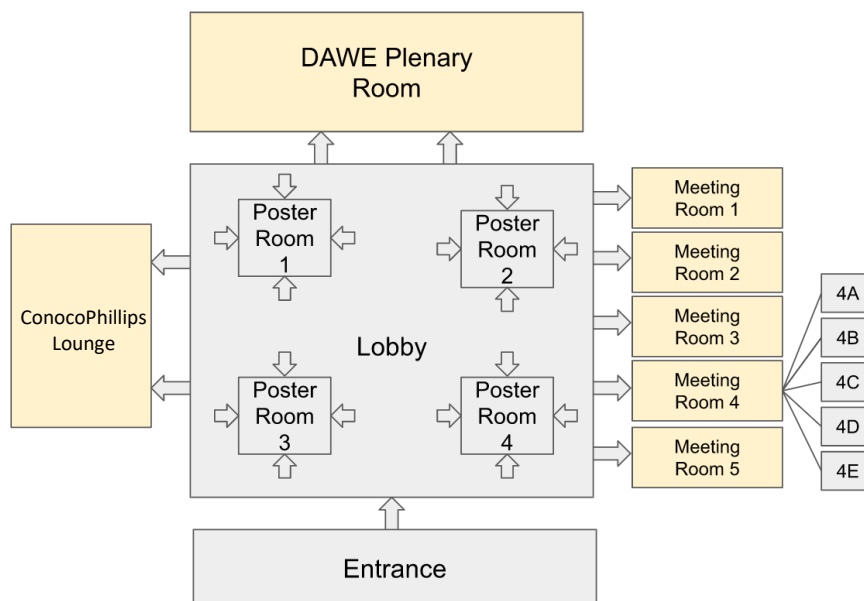 DAWE Plenary
Room
Poster
Room
1
Poster
Room
2
Meeting
Room 1
Meeting
Room 2
Meeting
Room 3
Meeting
Room 4
Meeting
Room 5
4A
4B
4C
4D
4E
ConocoPhillips
Lounge
Lobby
Poster
Room
3
Poster
Room
4
Entrance